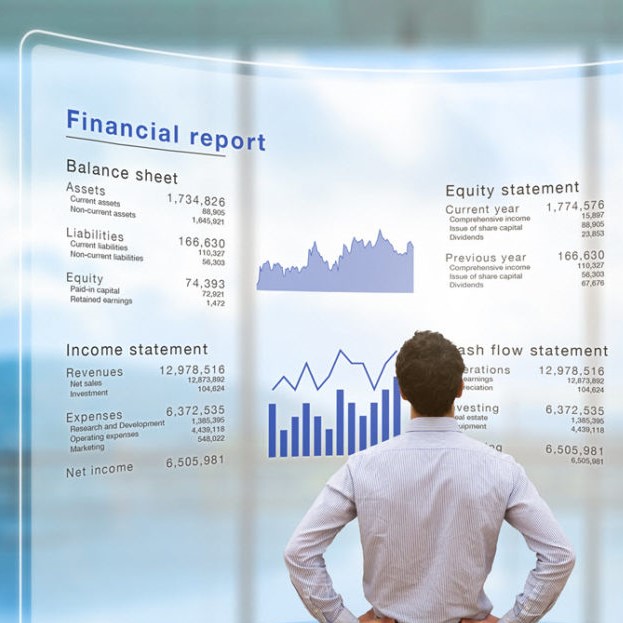 Financial report
Balance sheet
Assets 1,734,826
Current assets 88,905
Non-current assets 1,645,921
Liabilities 166,630
Current liabilities 110,327
Non-current liabilities 56,303
Equity 74,393
Paid-in capital 72,921
Retained earnings 1,472
Equity statement
Current year 1,774,576
Comprehensive income 15,897
Issue of share capital 88,905
Dividends 23,853
Previous year 166,630
Comprehensive income 110,327
Issue of share capital 56,303
Dividends 67,676
Income statement
Revenues 12,978,516
Net sales 12,873,892
Investment 104,624
Expenses 6,372,535
Research and Development 1,385,395
Operating expenses 4,439,118
Marketing 548,022
Net income 6,505,981
ash flow statement
erations 12,978,516
earnings 12,873,892
eciation 104,624
vesting 6,372,535
eal estate 1,385,395
uipment 4,439,118
ng 6,505,981
6,505,981